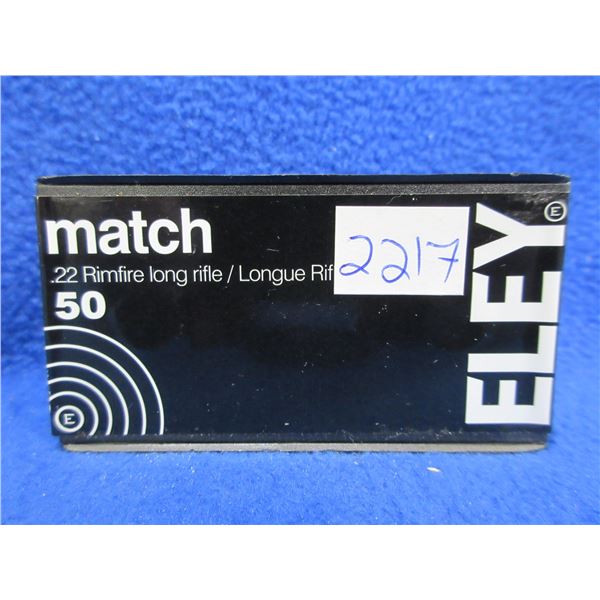 match
.22 Rimfire long rifle / Longue Rif
50
2217
ELEY
E
E